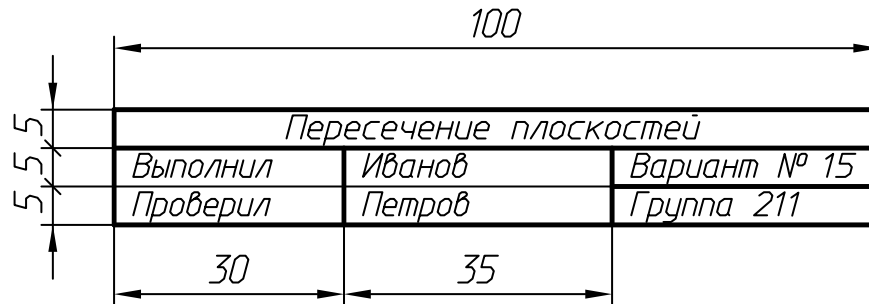 100
5 Пересечение плоскостей
5 Выполнил Иванов Вариант № 15
5 Проверил Петров Группа 211
30 35